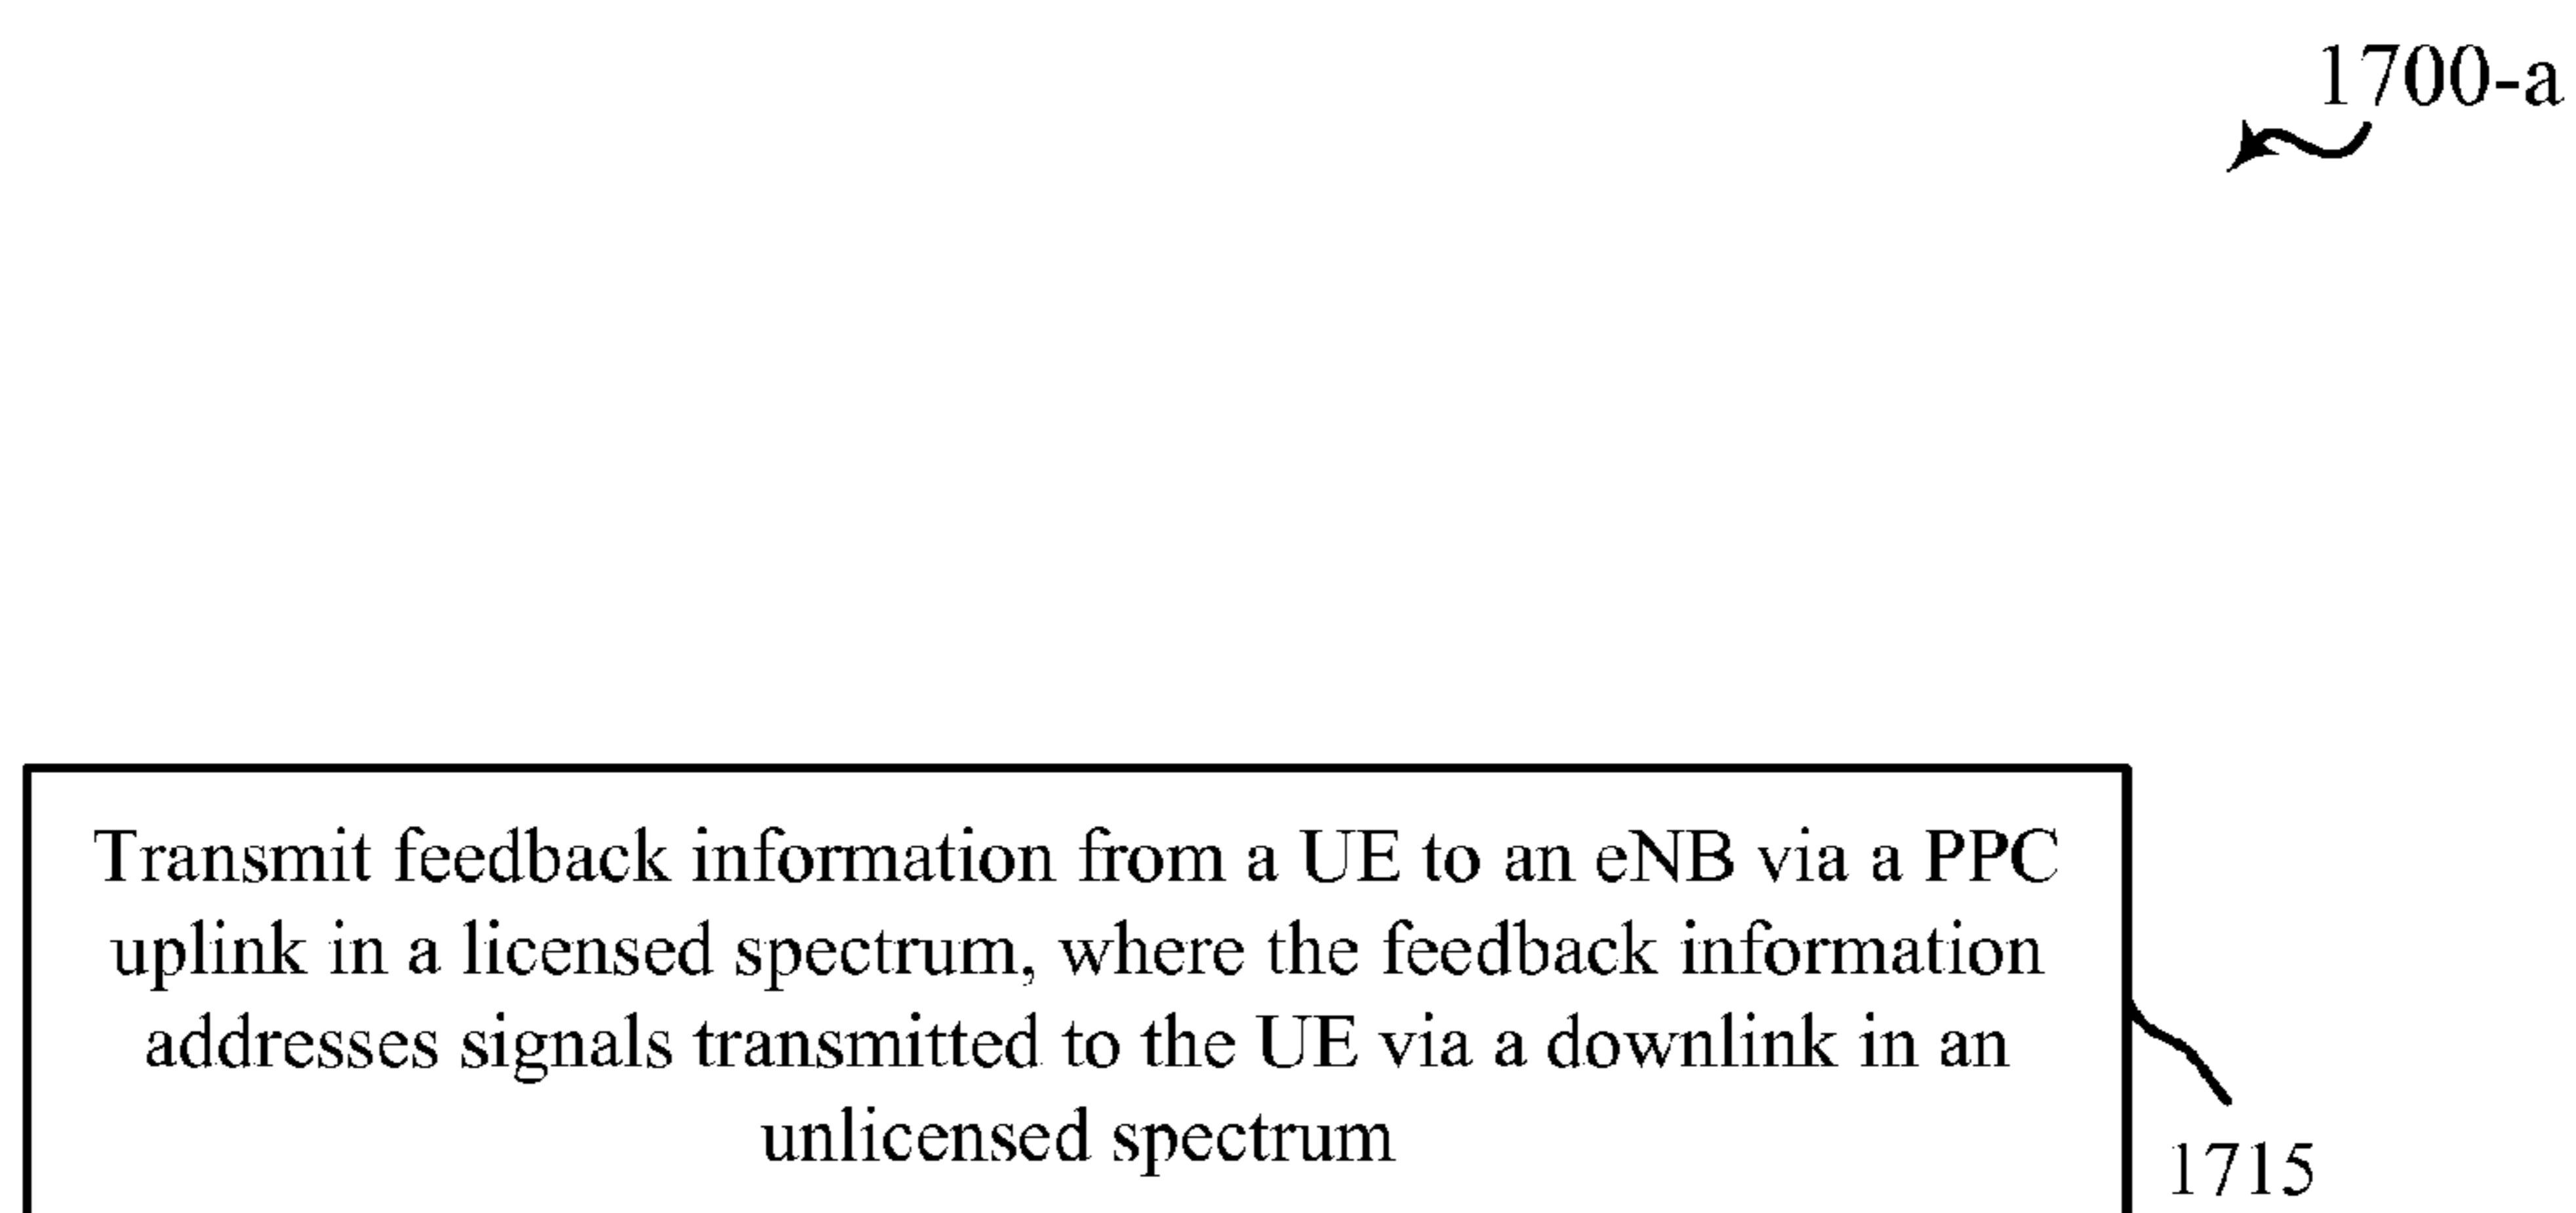 1700-a
Transmit feedback information from a UE to an eNB via a PPC
uplink in a licensed spectrum, where the feedback information
addresses signals transmitted to the UE via a downlink in an
unlicensed spectrum
1715